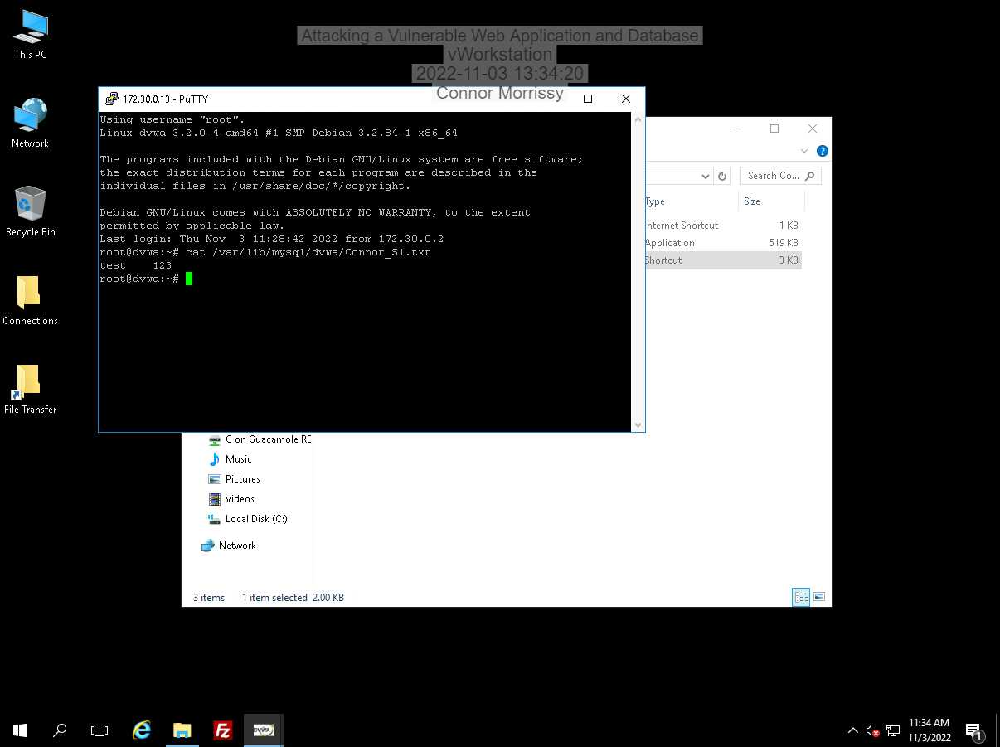 Attacking a Vulnerable Web Application and Database
vWorkstation
2022-11-03 13:34:20
Connor Morrissy
This PC
Network
Recycle Bin
Connections
File Transfer
172.30.0.13 - PuTTY
Using username "root".
Linux dvwa 3.2.0-4-amd64 #1 SMP Debian 3.2.84-1 x86_64
The programs included with the Debian GNU/Linux system are free software;
the exact distribution terms for each program are described in the
individual files in /usr/share/doc/*/copyright.
Debian GNU/Linux comes with ABSOLUTELY NO WARRANTY, to the extent
permitted by applicable law.
Last login: Thu Nov  3 11:28:42 2022 from 172.30.0.2
root@dvwa:~# cat /var/lib/mysql/dvwa/Connor_S1.txt
test    123
root@dvwa:~#
Search Co...
Type Size
Internet Shortcut 1 KB
Application 519 KB
Shortcut 3 KB
G on Guacamole RD
Music
Pictures
Videos
Local Disk (C:)
Network
3 items 1 item selected 2.00 KB
DVWA
11:34 AM
11/3/2022
1